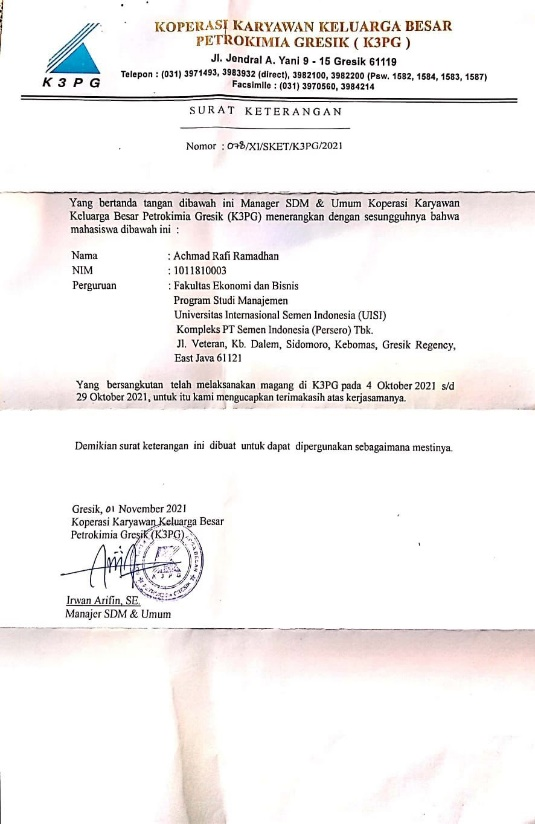 KOPERASI KARYAWAN KELUARGA BESAR
PETROKIMIA GRESIK ( K3PG )
Jl. Jendral A. Yani 9 - 15 Gresik 61119
Telepon : (031) 3971493, 3983932 (direct), 3982100, 3982200 (Psw. 1582, 1584, 1583, 1587)
Facsimile : (031) 3970560, 3984214
K3PG
SURAT KETERANGAN
Nomor : 078/XI/SKET/K3PG/2021
Yang bertanda tangan dibawah ini Manager SDM & Umum Koperasi Karyawan
Keluarga Besar Petrokimia Gresik (K3PG) menerangkan dengan sesungguhnya bahwa
mahasiswa dibawah ini :
Nama : Achmad Rafi Ramadhan
NIM : 1011810003
Perguruan : Fakultas Ekonomi dan Bisnis
Program Studi Manajemen
Universitas Internasional Semen Indonesia (UISI)
Kompleks PT Semen Indonesia (Persero) Tbk.
Jl. Veteran, Kb. Dalem, Sidomoro, Kebomas, Gresik Regency,
East Java 61121
Yang bersangkutan telah melaksanakan magang di K3PG pada 4 Oktober 2021 s/d
29 Oktober 2021, untuk itu kami mengucapkan terimakasih atas kerjasamanya.
Demikian surat keterangan ini dibuat untuk dapat dipergunakan sebagaimana mestinya.
Gresik, 01 November 2021
Koperasi Karyawan Keluarga Besar
Petrokimia Gresik (K3PG)
K3PG
Irwan Arifin, SE.
Manajer SDM & Umum